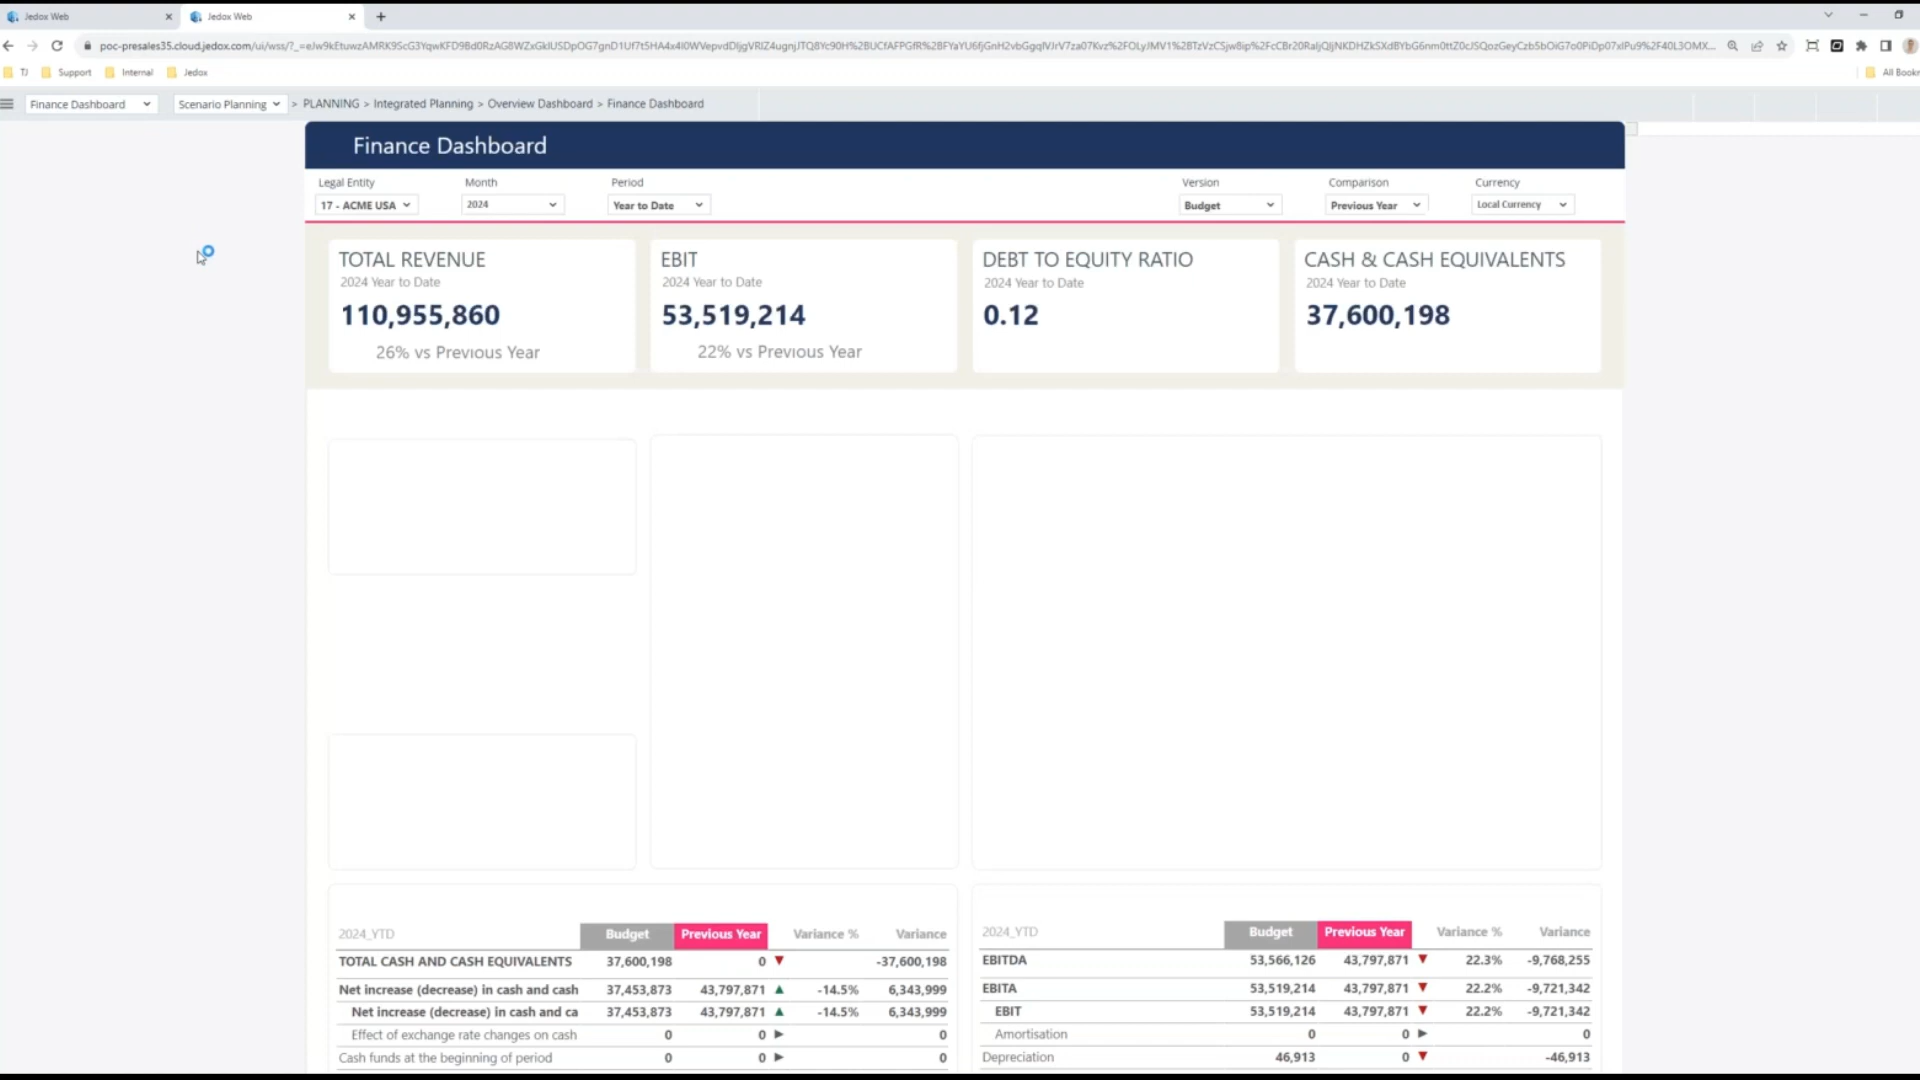 Jedox Web
Jedox Web
TJ Support Internal Jedox
Finance Dashboard Scenario Planning > PLANNING > Integrated Planning > Overview Dashboard > Finance Dashboard
Finance Dashboard
Legal Entity Month Period Version Comparison Currency
17 - ACME USA 2024 Year to Date Budget Previous Year Local Currency
TOTAL REVENUE
2024 Year to Date
110,955,860
26% vs Previous Year
EBIT
2024 Year to Date
53,519,214
22% vs Previous Year
DEBT TO EQUITY RATIO
2024 Year to Date
0.12
CASH & CASH EQUIVALENTS
2024 Year to Date
37,600,198
2024_YTD Budget Previous Year Variance % Variance
TOTAL CASH AND CASH EQUIVALENTS 37,600,198 0 ▼ -37,600,198
Net increase (decrease) in cash and cash 37,453,873 43,797,871 ▲ -14.5% 6,343,999
Net increase (decrease) in cash and ca 37,453,873 43,797,871 ▲ -14.5% 6,343,999
Effect of exchange rate changes on cash 0 0 ▶ 0
Cash funds at the beginning of period 0 0 ▶ 0
2024_YTD Budget Previous Year Variance % Variance
EBITDA 53,566,126 43,797,871 ▼ 22.3% -9,768,255
EBITA 53,519,214 43,797,871 ▼ 22.2% -9,721,342
EBIT 53,519,214 43,797,871 ▼ 22.2% -9,721,342
Amortisation 0 0 ▶ 0
Depreciation 46,913 0 ▼ -46,913